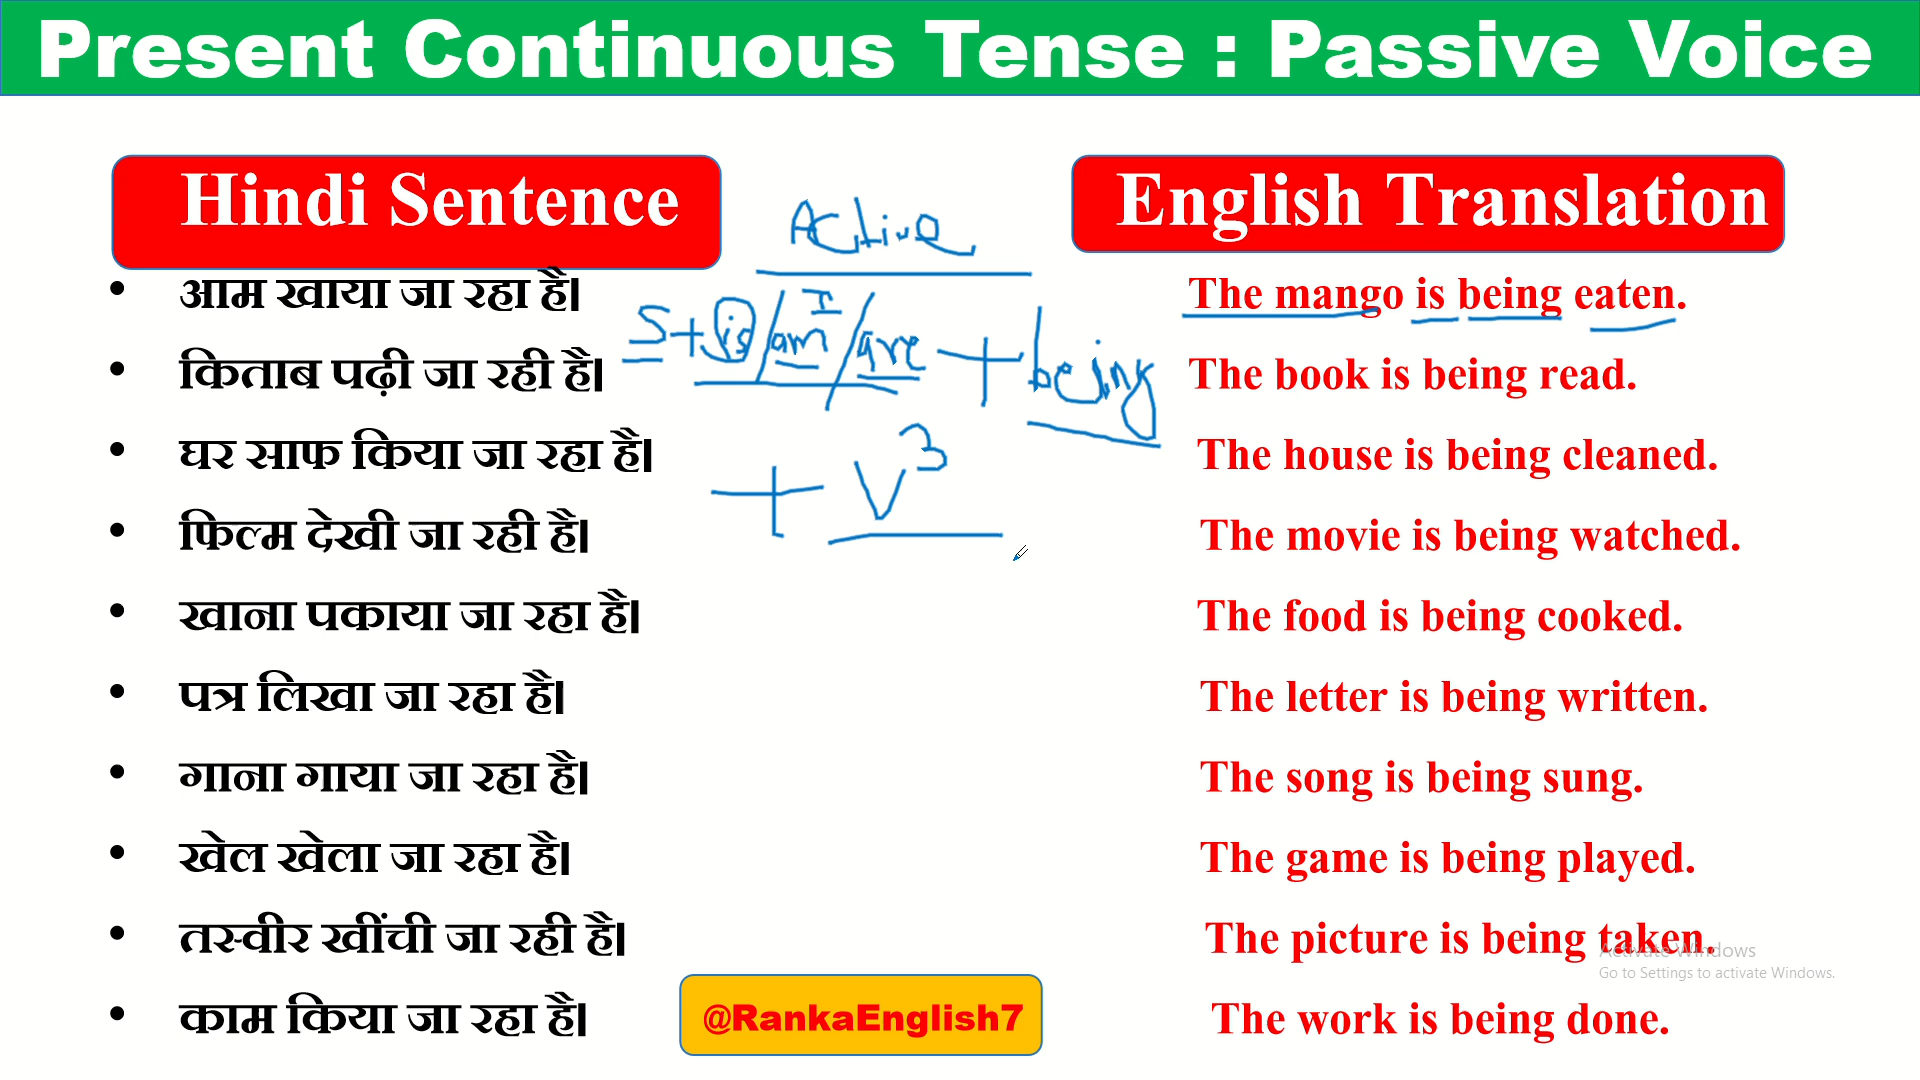 Present Continuous Tense : Passive Voice
Hindi Sentence
English Translation
Active
S + is / am I / are + being
+ V3
• आम खाया जा रहा है।
The mango is being eaten.
• किताब पढ़ी जा रही है।
The book is being read.
• घर साफ किया जा रहा है।
The house is being cleaned.
• फिल्म देखी जा रही है।
The movie is being watched.
• खाना पकाया जा रहा है।
The food is being cooked.
• पत्र लिखा जा रहा है।
The letter is being written.
• गाना गाया जा रहा है।
The song is being sung.
• खेल खेला जा रहा है।
The game is being played.
• तस्वीर खींची जा रही है।
The picture is being taken.
• काम किया जा रहा है।
The work is being done.
@RankaEnglish7
Activate Windows
Go to Settings to activate Windows.